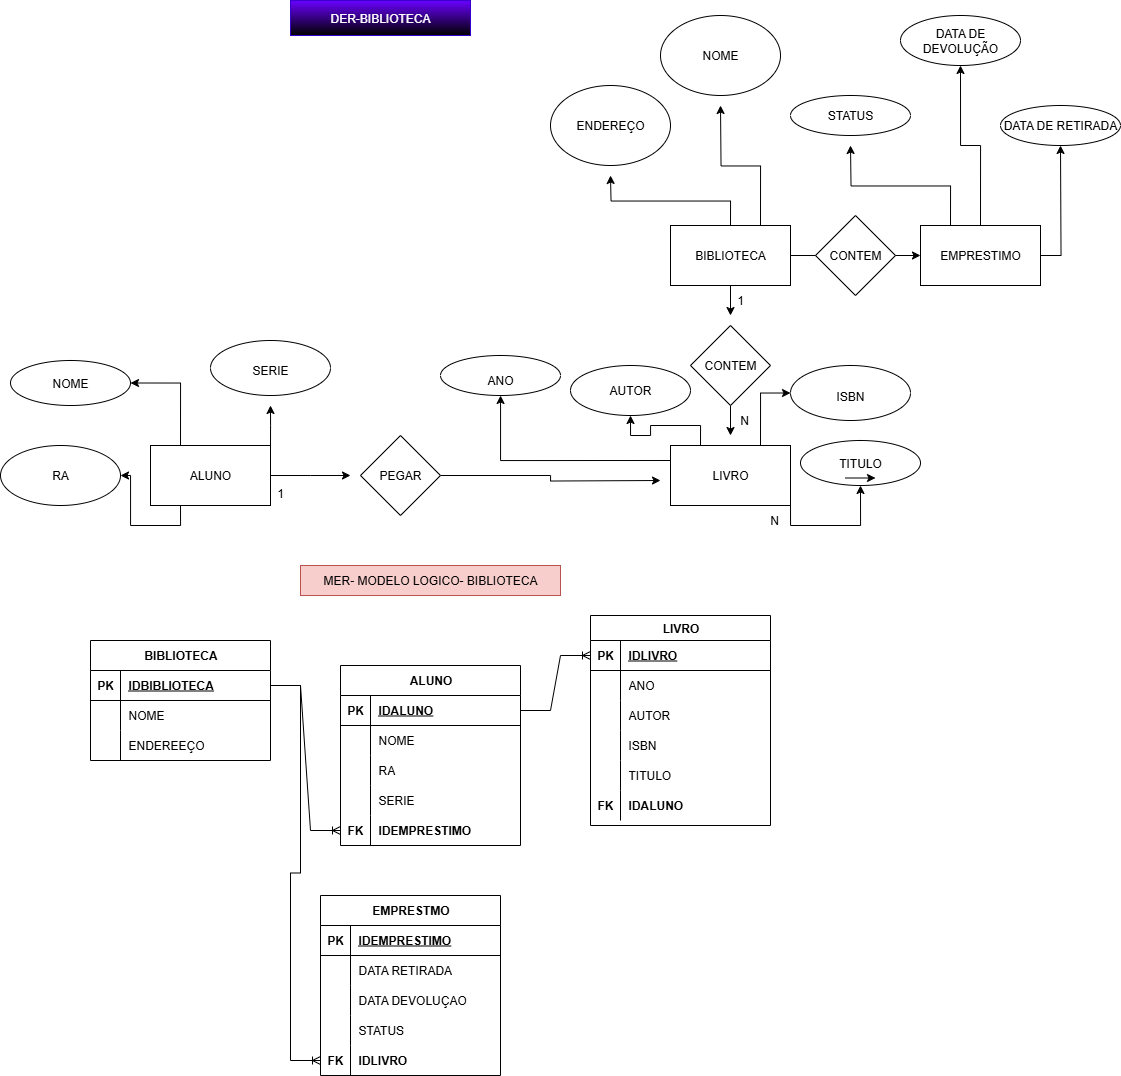 DER-BIBLIOTECA
NOME
DATA DE
DEVOLUÇÃO
ENDEREÇO
STATUS
DATA DE RETIRADA
BIBLIOTECA
CONTEM
EMPRESTIMO
1
CONTEM
N
NOME
SERIE
ANO
AUTOR
ISBN
RA
ALUNO
1
PEGAR
LIVRO
TITULO
N
MER- MODELO LOGICO- BIBLIOTECA
BIBLIOTECA
PK IDBIBLIOTECA
NOME
ENDEREEÇO
ALUNO
PK IDALUNO
NOME
RA
SERIE
FK IDEMPRESTIMO
LIVRO
PK IDLIVRO
ANO
AUTOR
ISBN
TITULO
FK IDALUNO
EMPRESTMO
PK IDEMPRESTIMO
DATA RETIRADA
DATA DEVOLUÇAO
STATUS
FK IDLIVRO